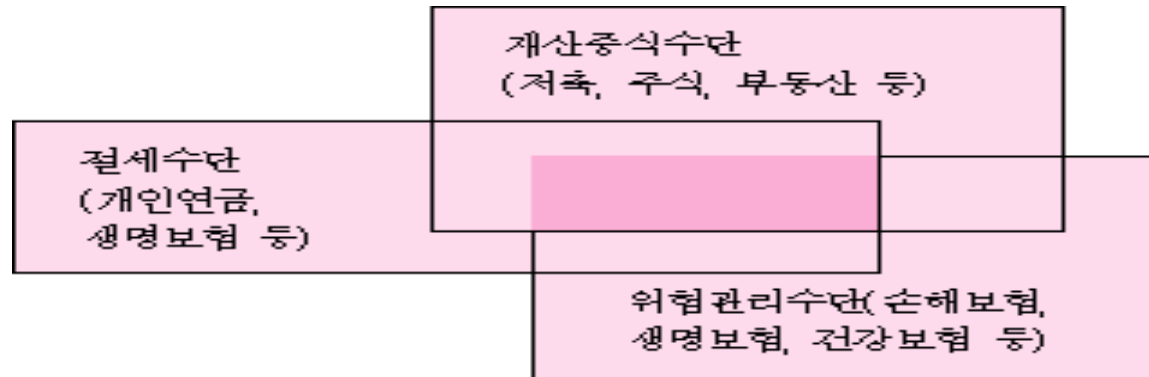 재산증식수단
(저축, 주식, 부동산 등)
절세수단
(개인연금,
생명보험 등)
위험관리수단(손해보험,
생명보험, 건강보험 등)